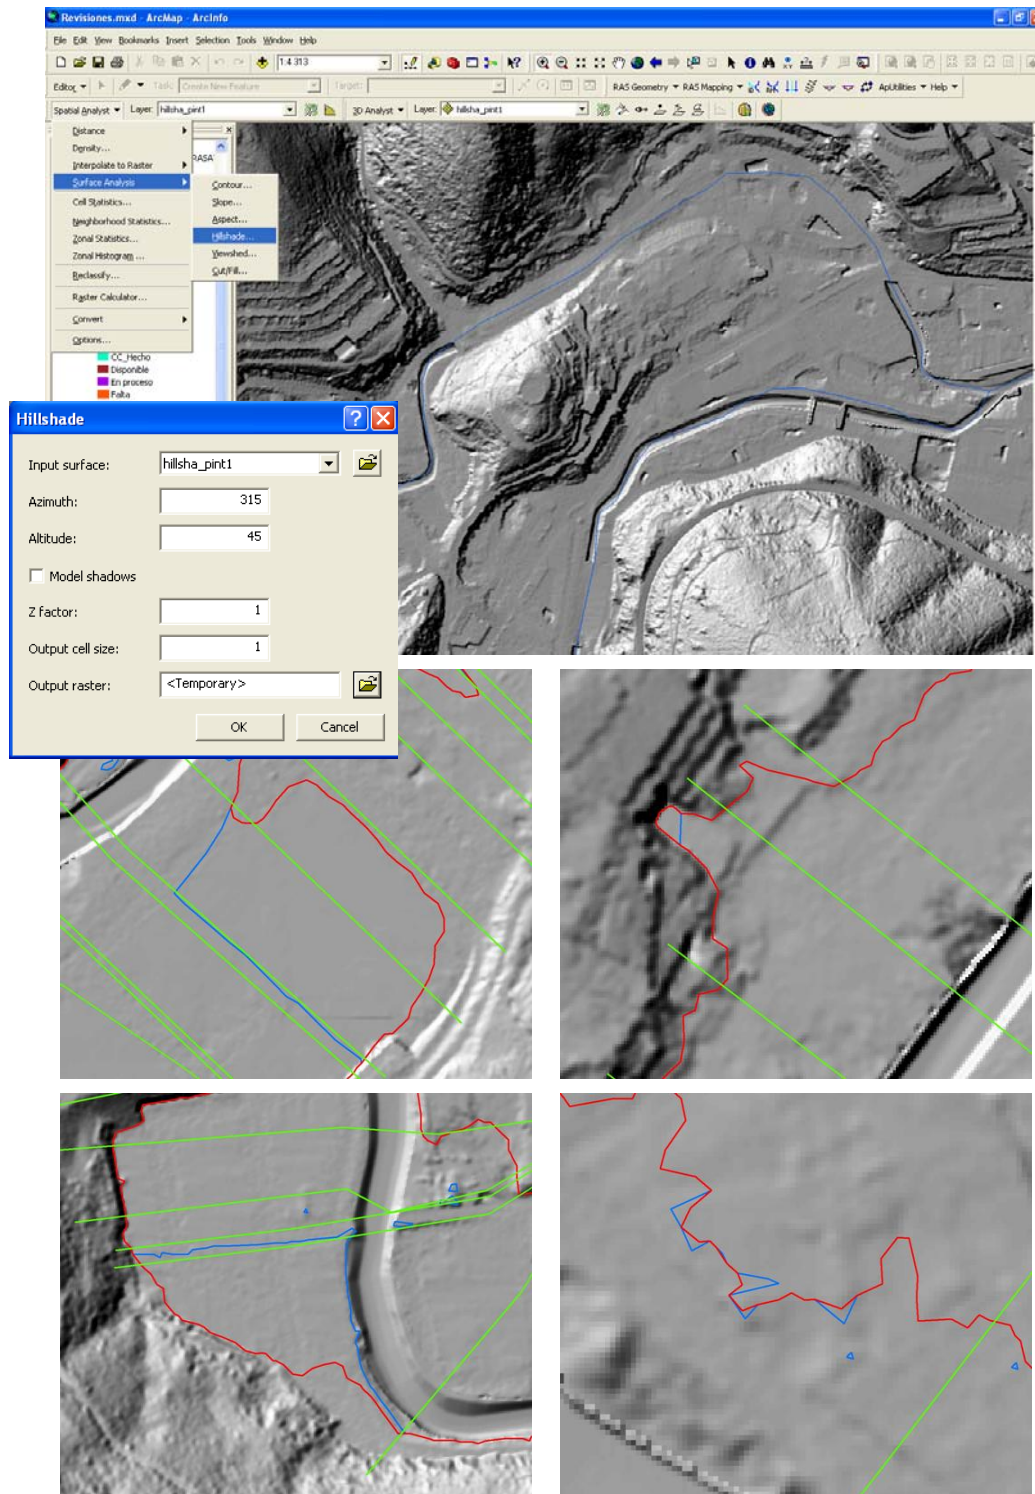 Revisiones.mxd - ArcMap - ArcInfo
File Edit View Bookmarks Insert Selection Tools Window Help
1:4.313
Editor Task: Create New Feature Target: RAS Geometry RAS Mapping ApUtilities Help
Spatial Analyst Layer: hillsha_pint1 3D Analyst Layer: hillsha_pint1
Distance
Density...
Interpolate to Raster
Surface Analysis
Cell Statistics...
Neighborhood Statistics...
Zonal Statistics...
Zonal Histogram ...
Reclassify...
Raster Calculator...
Convert
Options...
Contour...
Slope...
Aspect...
Hillshade...
Viewshed...
Cut/Fill...
CC_Hecho
Disponible
En proceso
Falta
Hillshade
Input surface: hillsha_pint1
Azimuth: 315
Altitude: 45
Model shadows
Z factor: 1
Output cell size: 1
Output raster: <Temporary>
OK Cancel